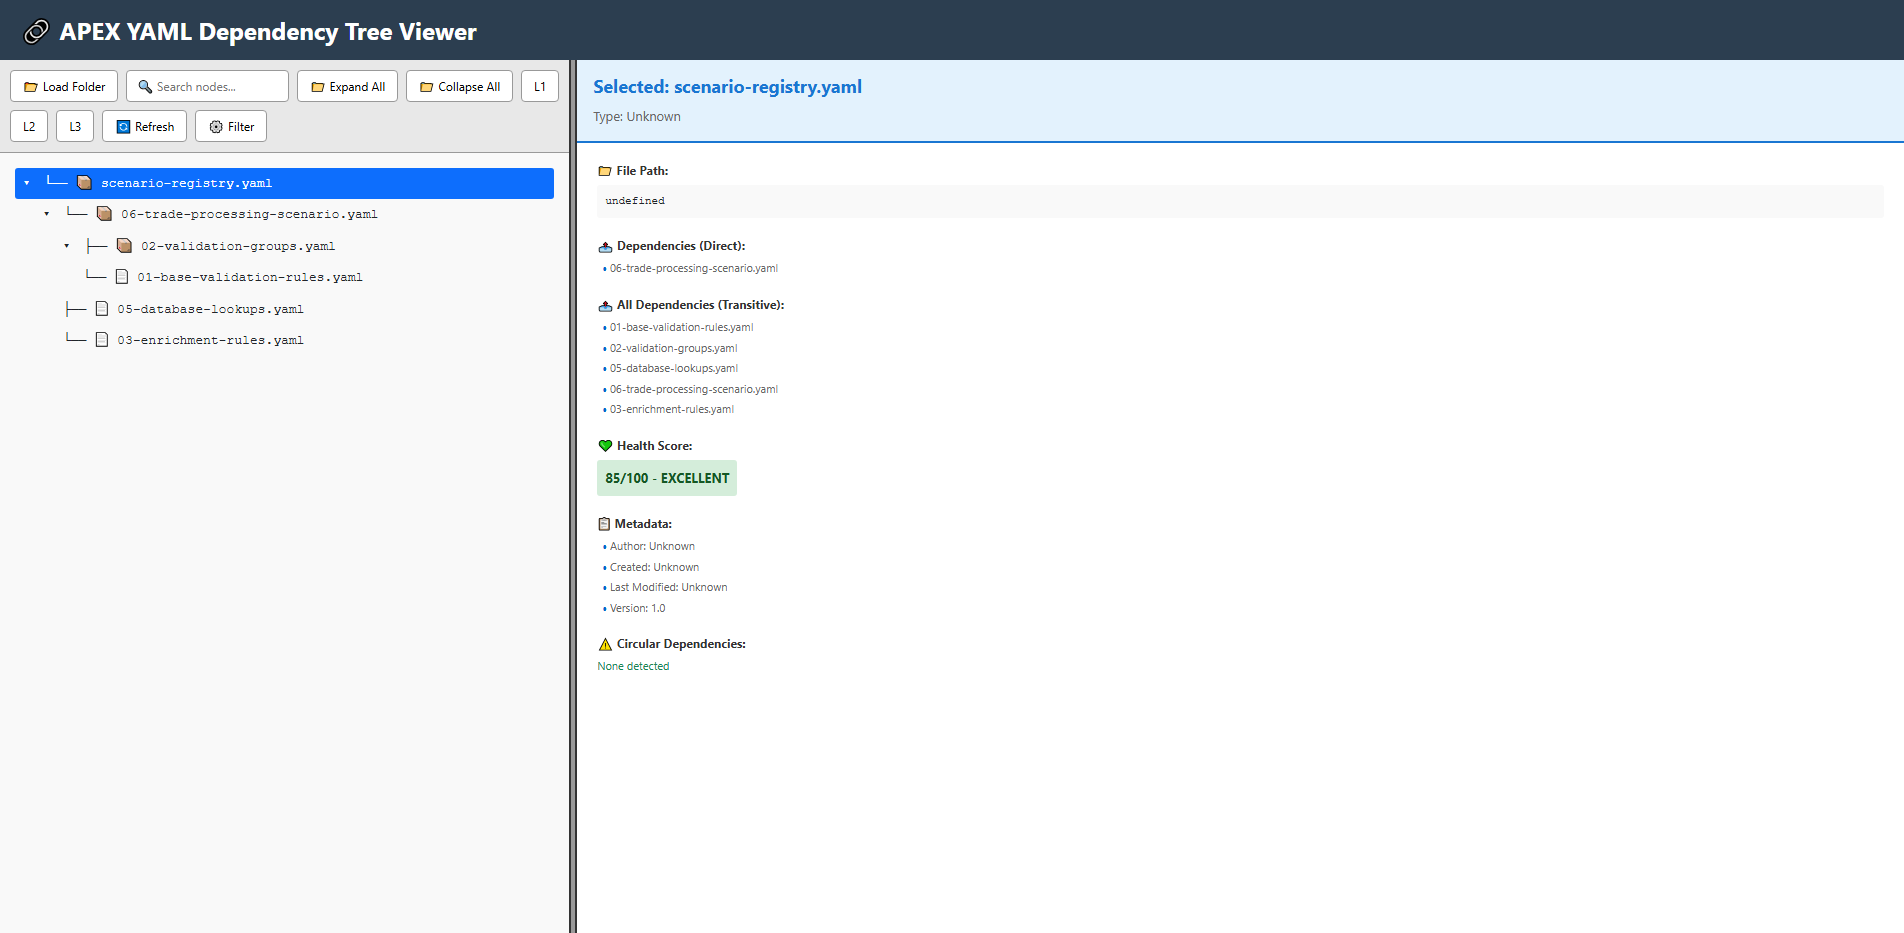 APEX YAML Dependency Tree Viewer
Load Folder
Search nodes...
Expand All
Collapse All
L1
L2
L3
Refresh
Filter
scenario-registry.yaml
06-trade-processing-scenario.yaml
02-validation-groups.yaml
01-base-validation-rules.yaml
05-database-lookups.yaml
03-enrichment-rules.yaml
Selected: scenario-registry.yaml
Type: Unknown
File Path:
undefined
Dependencies (Direct):
• 06-trade-processing-scenario.yaml
All Dependencies (Transitive):
• 01-base-validation-rules.yaml
• 02-validation-groups.yaml
• 05-database-lookups.yaml
• 06-trade-processing-scenario.yaml
• 03-enrichment-rules.yaml
Health Score:
85/100 - EXCELLENT
Metadata:
• Author: Unknown
• Created: Unknown
• Last Modified: Unknown
• Version: 1.0
Circular Dependencies:
None detected